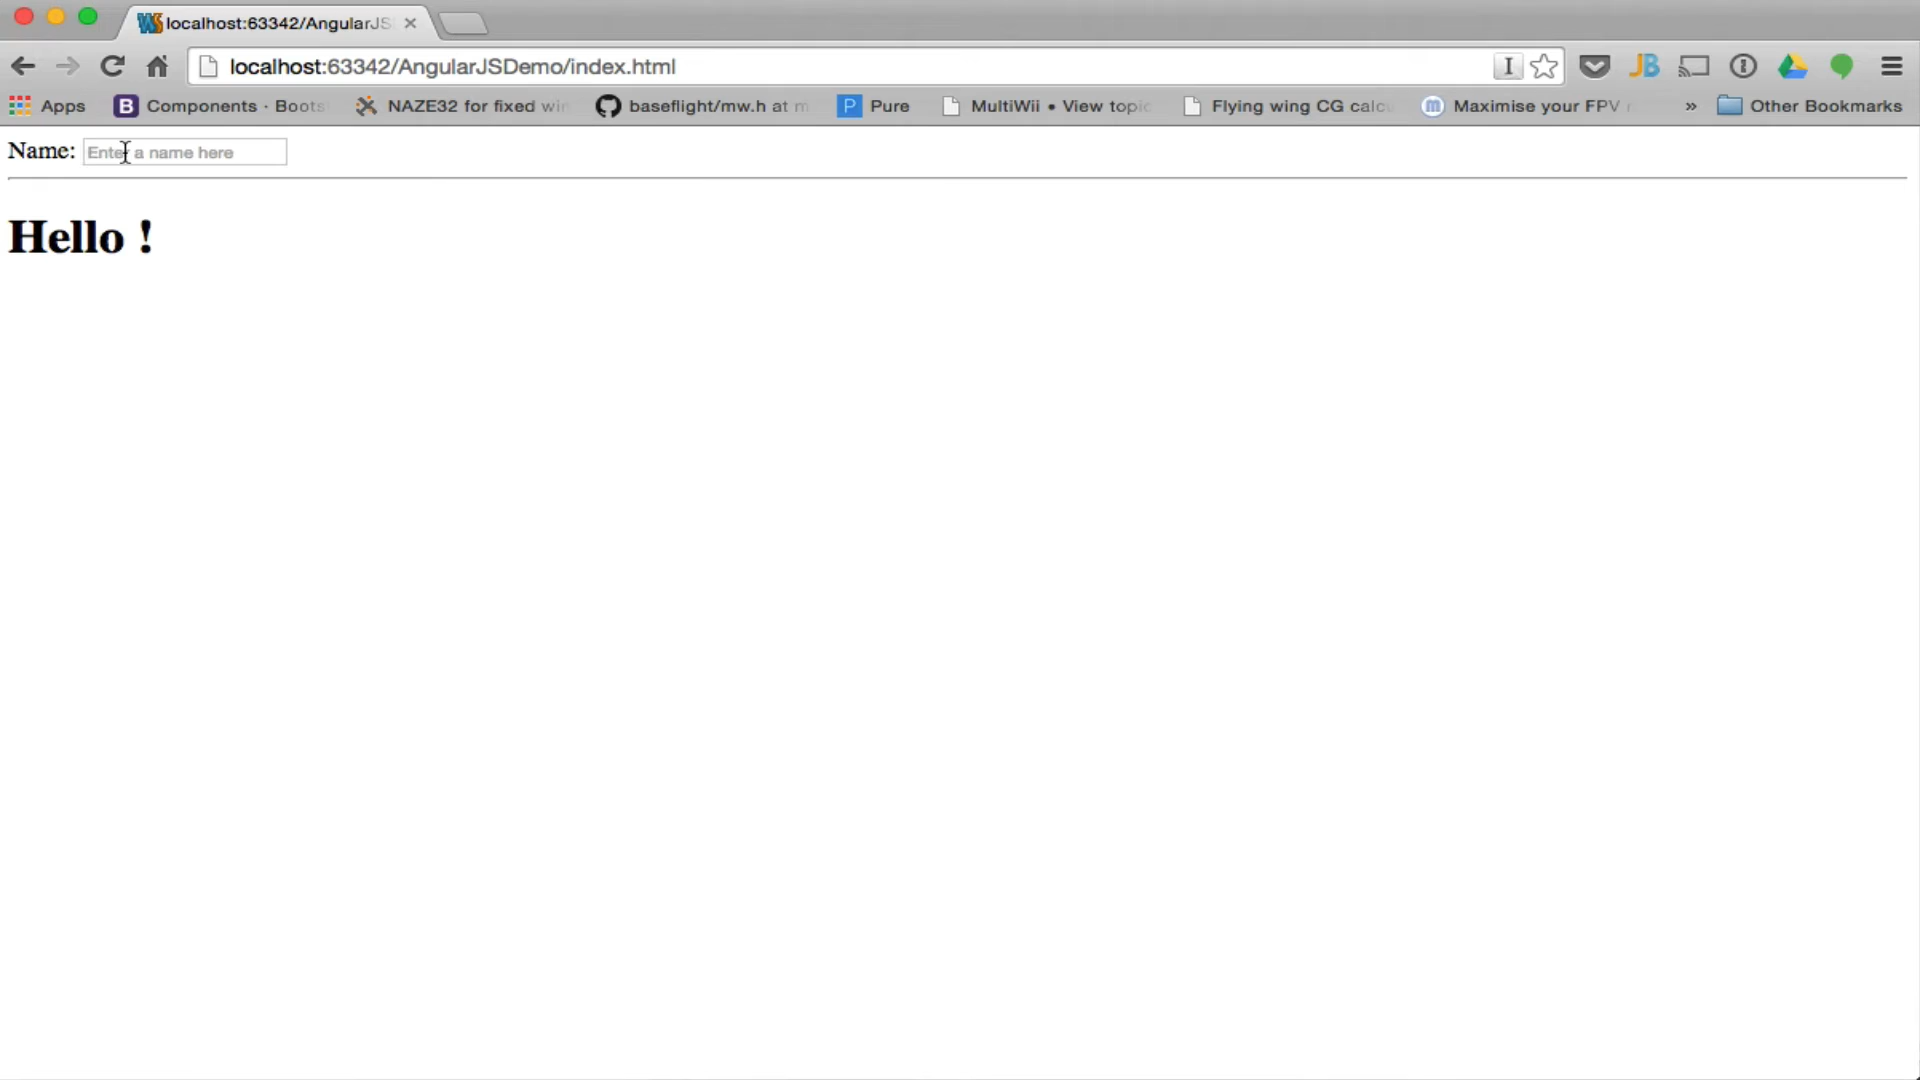 localhost:63342/AngularJS
localhost:63342/AngularJSDemo/index.html
Apps
B Components · Boots
NAZE32 for fixed win
baseflight/mw.h at m
P Pure
MultiWii • View topic
Flying wing CG calc
m Maximise your FPV
» Other Bookmarks
Name: Enter a name here
Hello !